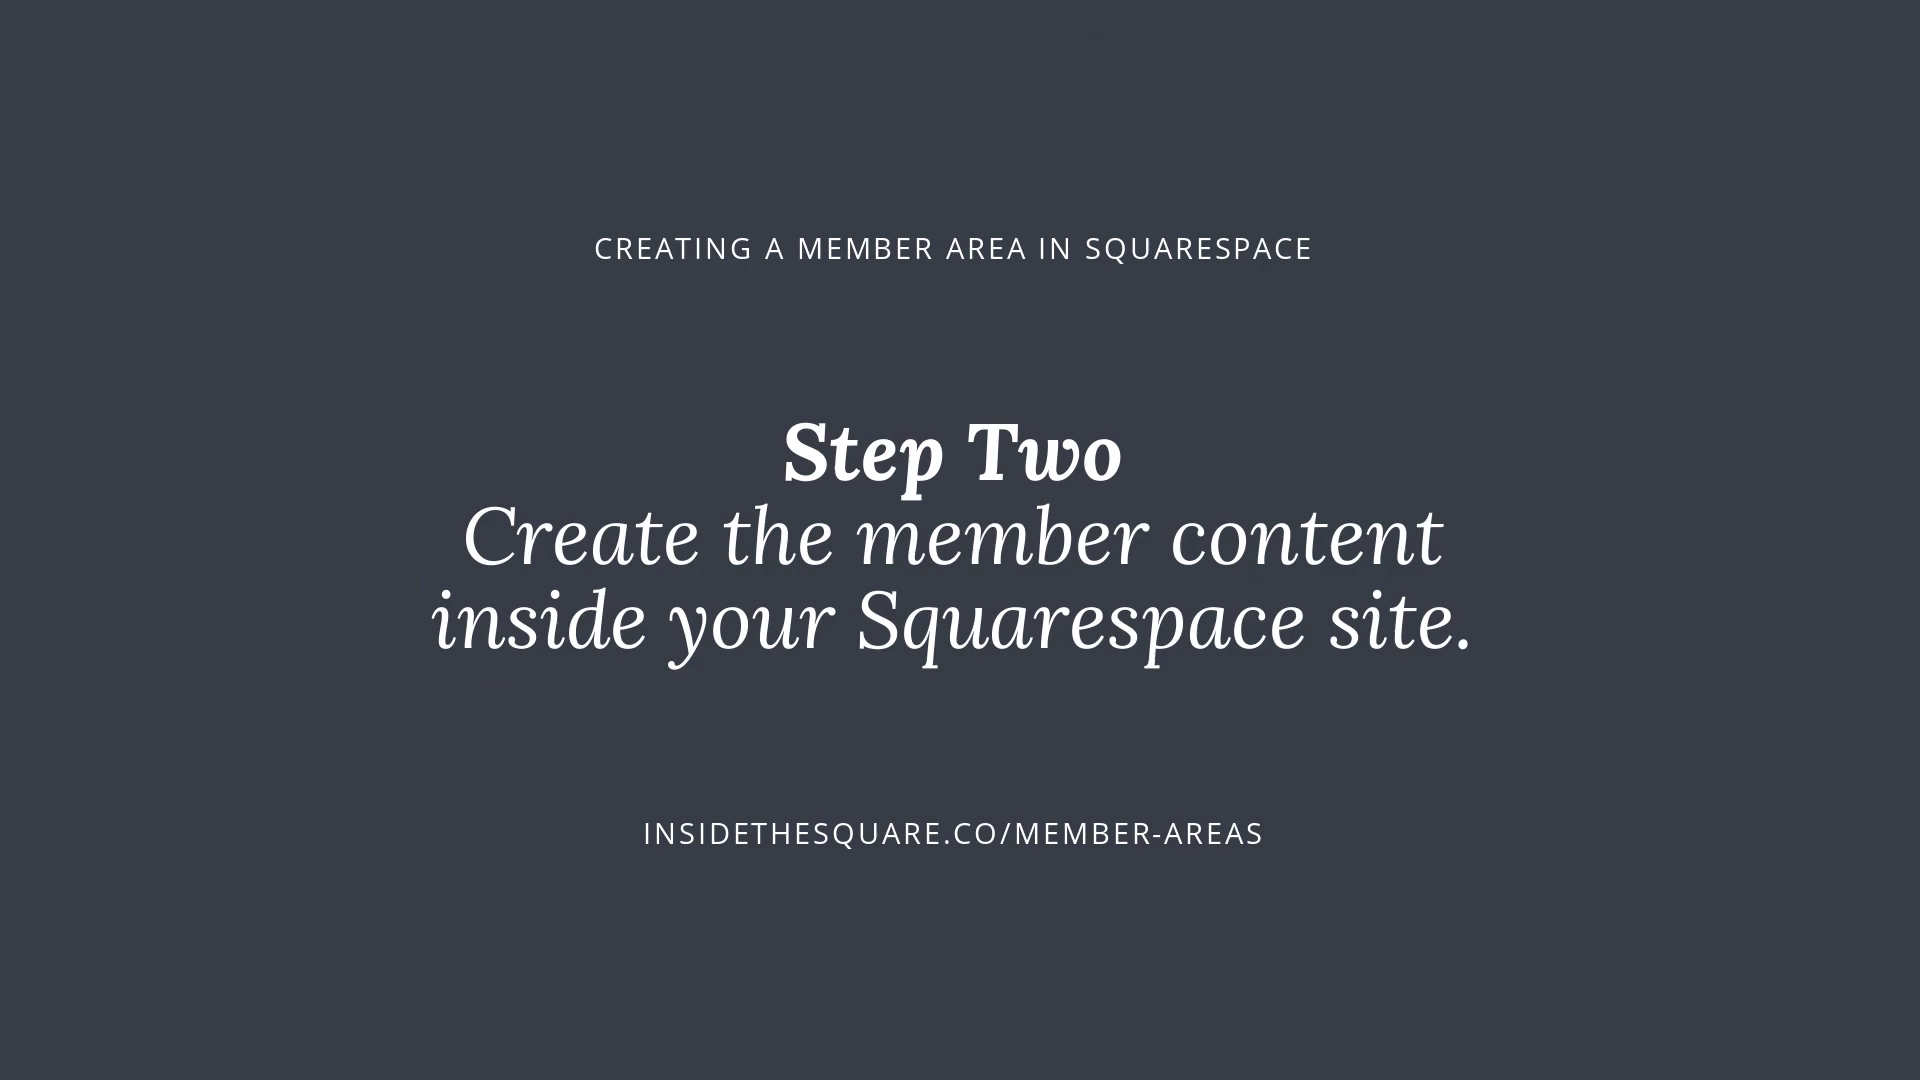 CREATING A MEMBER AREA IN SQUARESPACE
Step Two
Create the member content
inside your Squarespace site.
INSIDETHESQUARE.CO/MEMBER-AREAS